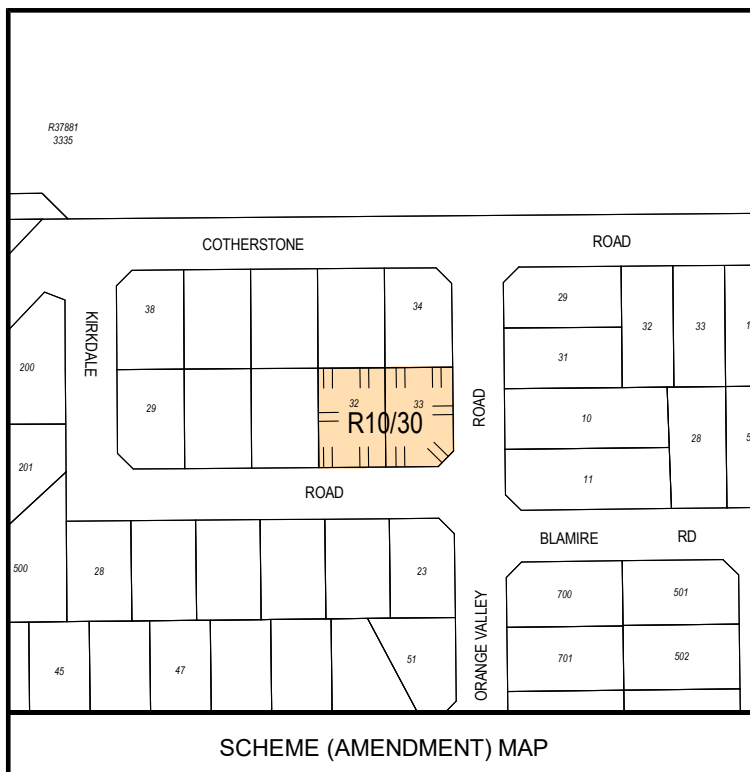 R37881
3335
COTHERSTONE ROAD
KIRKDALE
38
34
29
32
33
31
200
29
32
33
R10/30
ROAD
10
28
11
201
ROAD
BLAMIRE RD
500
28
23
700
501
ORANGE VALLEY
45
47
51
701
502
SCHEME (AMENDMENT) MAP